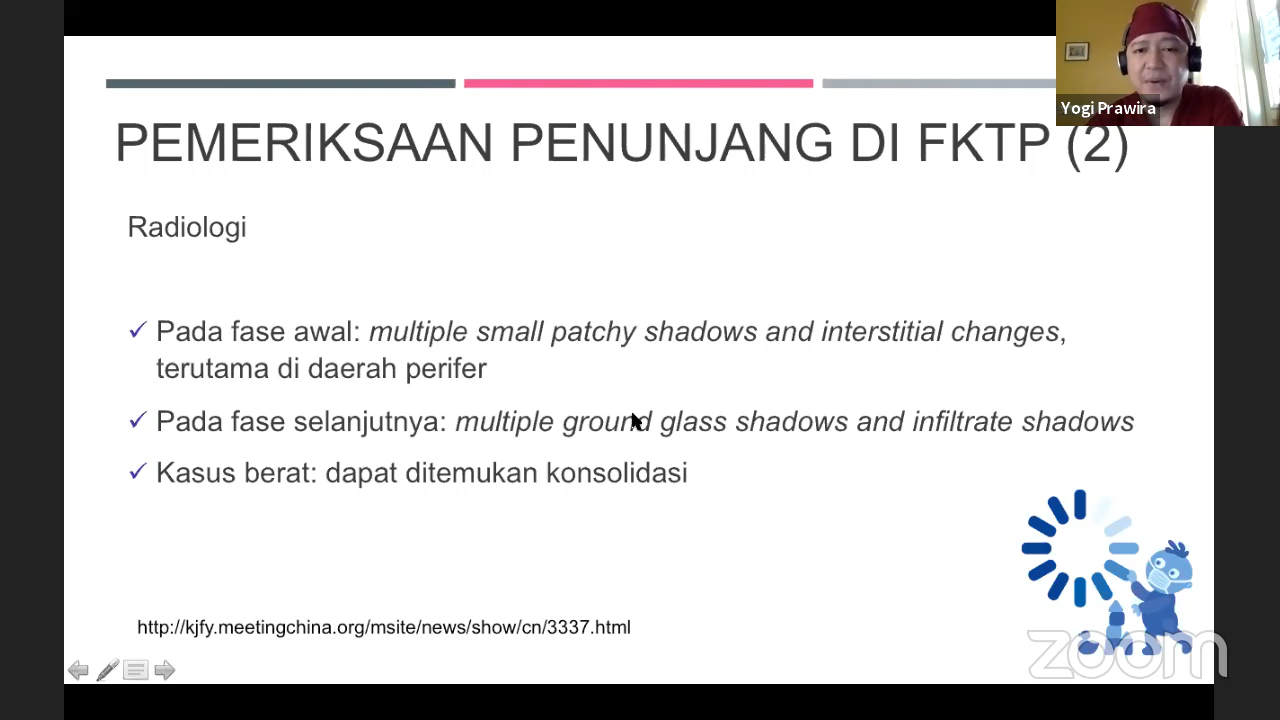 Yogi Prawira
PEMERIKSAAN PENUNJANG DI FKTP (2)
Radiologi
✓ Pada fase awal: multiple small patchy shadows and interstitial changes,
terutama di daerah perifer
✓ Pada fase selanjutnya: multiple ground glass shadows and infiltrate shadows
✓ Kasus berat: dapat ditemukan konsolidasi
http://kjfy.meetingchina.org/msite/news/show/cn/3337.html
zoom